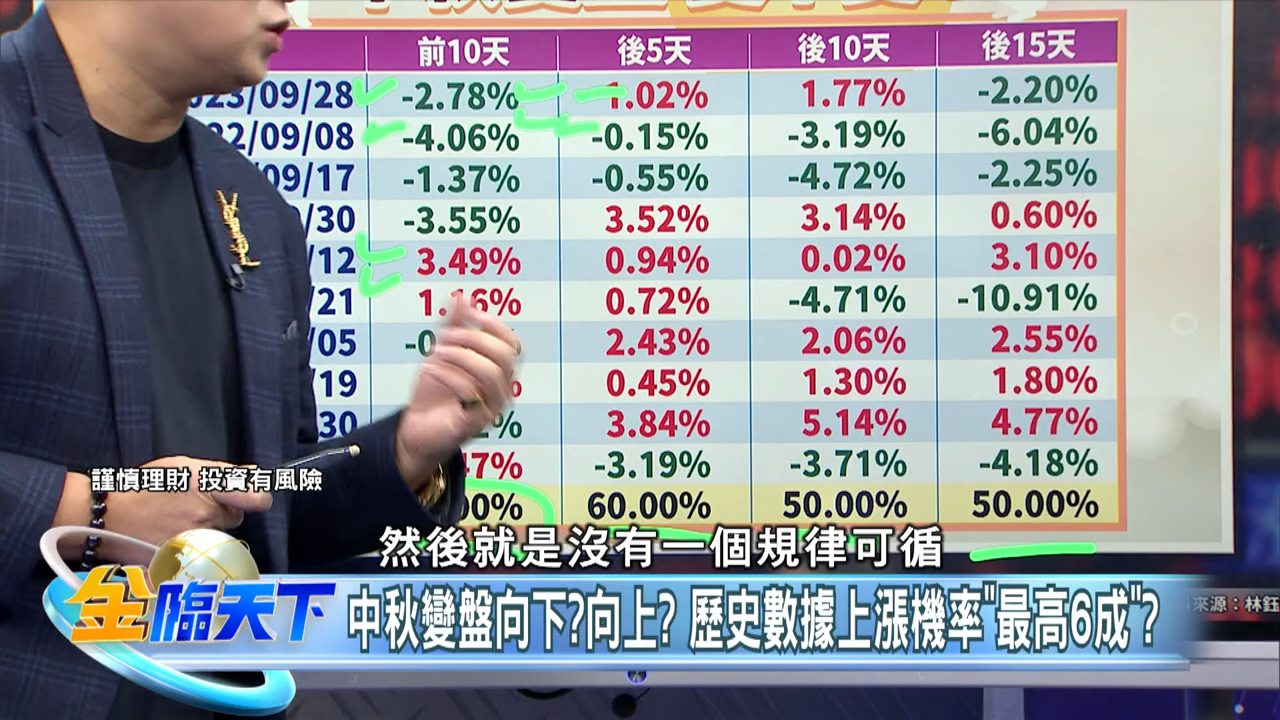 前10天 後5天 後10天 後15天
/09/28 -2.78% 1.02% 1.77% -2.20%
/09/08 -4.06% -0.15% -3.19% -6.04%
/09/17 -1.37% -0.55% -4.72% -2.25%
/30 -3.55% 3.52% 3.14% 0.60%
/12 3.49% 0.94% 0.02% 3.10%
/21 0.72% -4.71% -10.91%
/05 2.43% 2.06% 2.55%
/19 0.45% 1.30% 1.80%
30 3.84% 5.14% 4.77%
-3.19% -3.71% -4.18%
60.00% 50.00% 50.00%
謹慎理財 投資有風險
YSL
然後就是沒有一個規律可循
金臨天下
中秋變盤向下?向上? 歷史數據上漲機率"最高6成"?
來源:林鈺